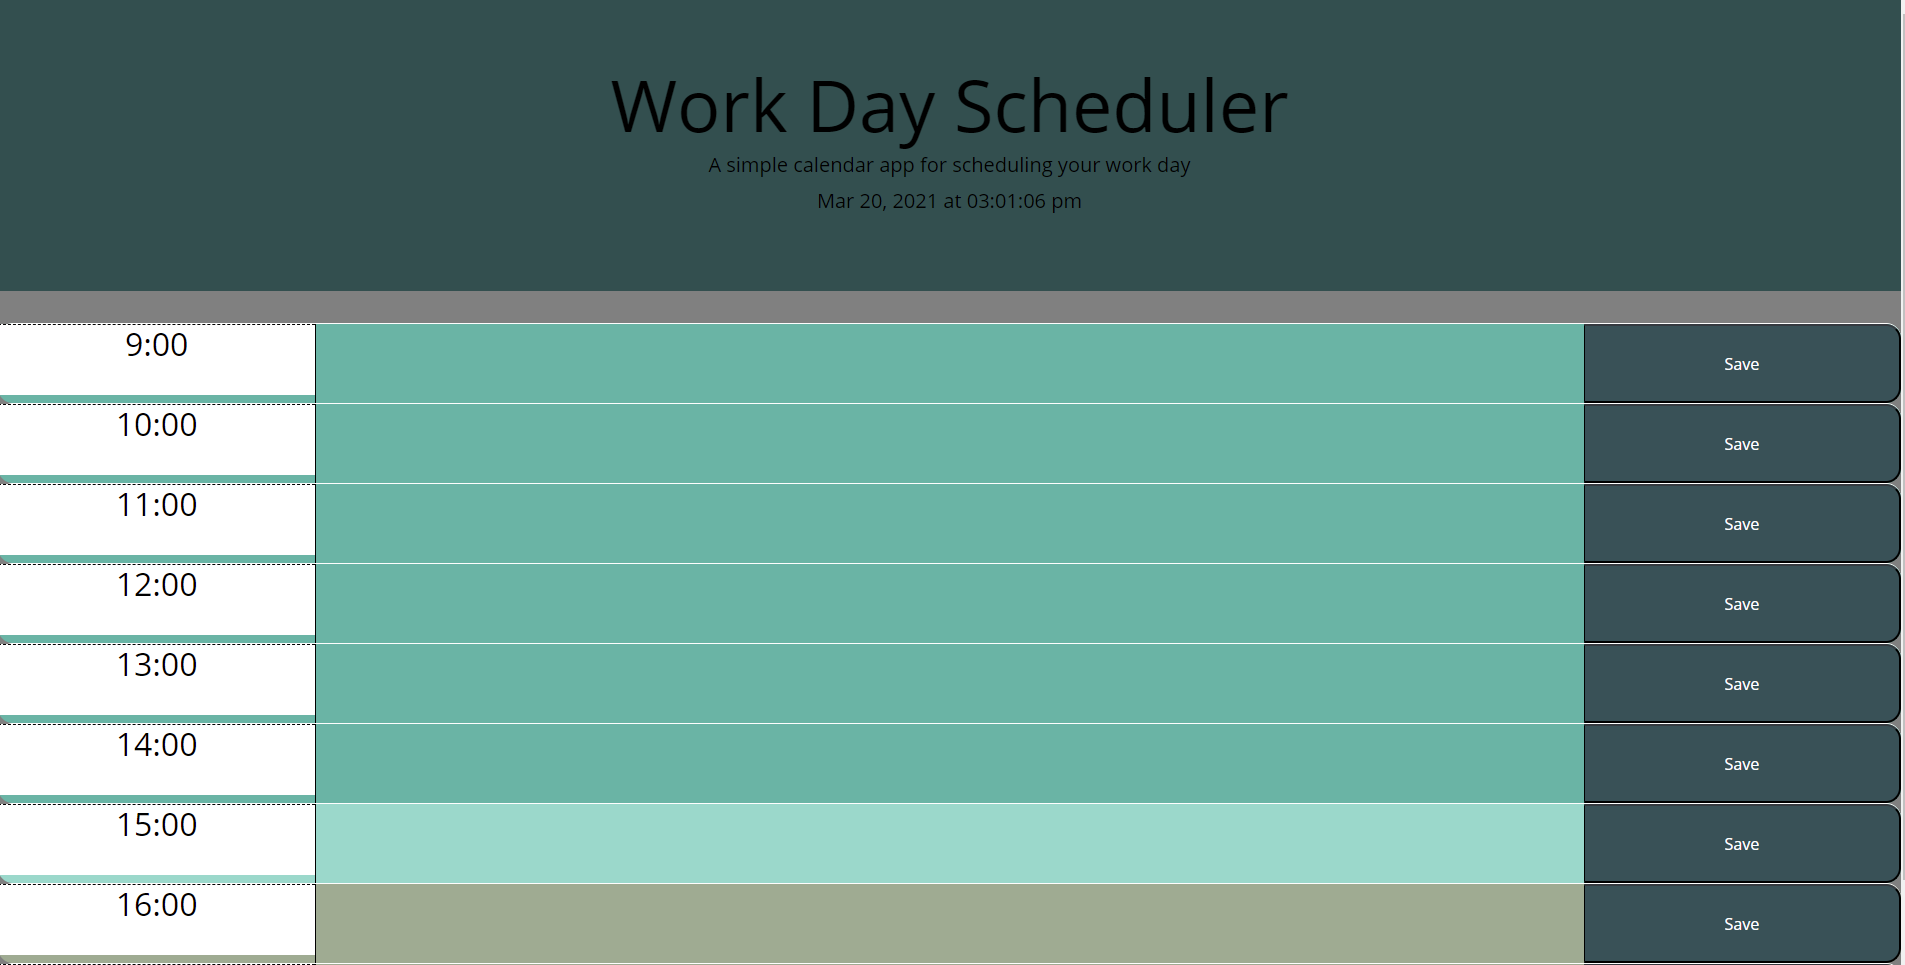 Work Day Scheduler
A simple calendar app for scheduling your work day
Mar 20, 2021 at 03:01:06 pm
9:00 Save
10:00 Save
11:00 Save
12:00 Save
13:00 Save
14:00 Save
15:00 Save
16:00 Save